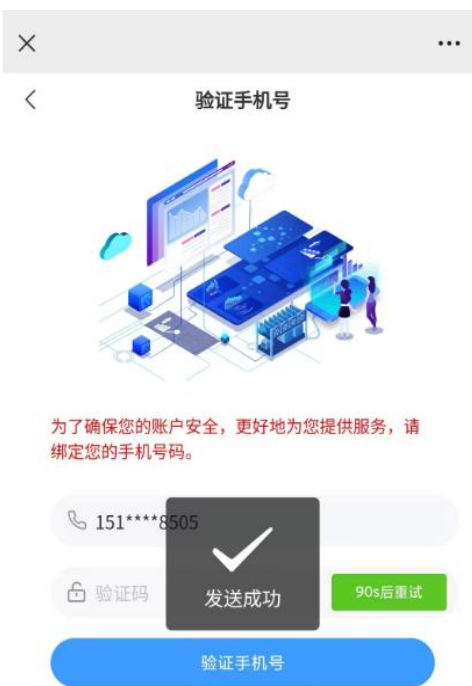 验证手机号
为了确保您的账户安全，更好地为您提供服务，请
绑定您的手机号码。
151****8505
验证码
发送成功
90s后重试
验证手机号